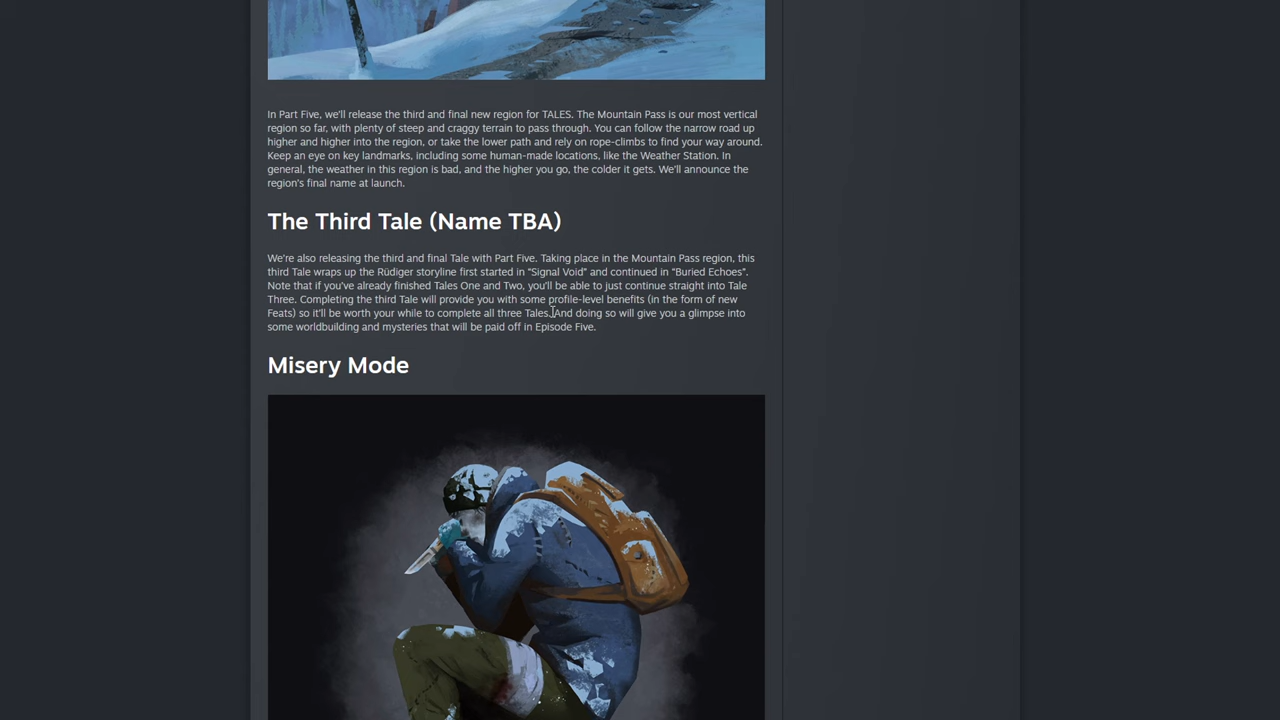 In Part Five, we'll release the third and final new region for TALES. The Mountain Pass is our most vertical
region so far, with plenty of steep and craggy terrain to pass through. You can follow the narrow road up
higher and higher into the region, or take the lower path and rely on rope-climbs to find your way around.
Keep an eye on key landmarks, including some human-made locations, like the Weather Station. In
general, the weather in this region is bad, and the higher you go, the colder it gets. We'll announce the
region's final name at launch.
The Third Tale (Name TBA)
We're also releasing the third and final Tale with Part Five. Taking place in the Mountain Pass region, this
third Tale wraps up the Rüdiger storyline first started in “Signal Void” and continued in “Buried Echoes”.
Note that if you've already finished Tales One and Two, you'll be able to just continue straight into Tale
Three. Completing the third Tale will provide you with some profile-level benefits (in the form of new
Feats) so it'll be worth your while to complete all three Tales. And doing so will give you a glimpse into
some worldbuilding and mysteries that will be paid off in Episode Five.
Misery Mode